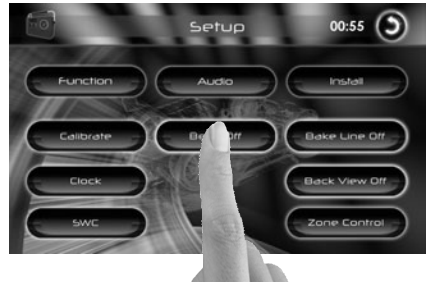 Setup 00:55
Function Audio Install
Calibrate Off Bake Line Off
Clock Back View Off
SWC Zone Control